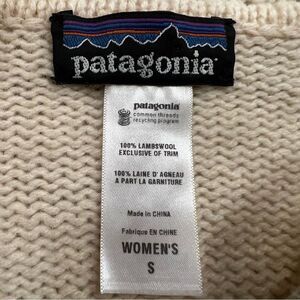 patagonia
patagonia
common threads
recycling program
100% LAMBSWOOL
EXCLUSIVE OF TRIM
100% LAINE D'AGNEAU
A PART LA GARNITURE
Made in CHINA
Fabrique EN CHINE
WOMEN'S
S